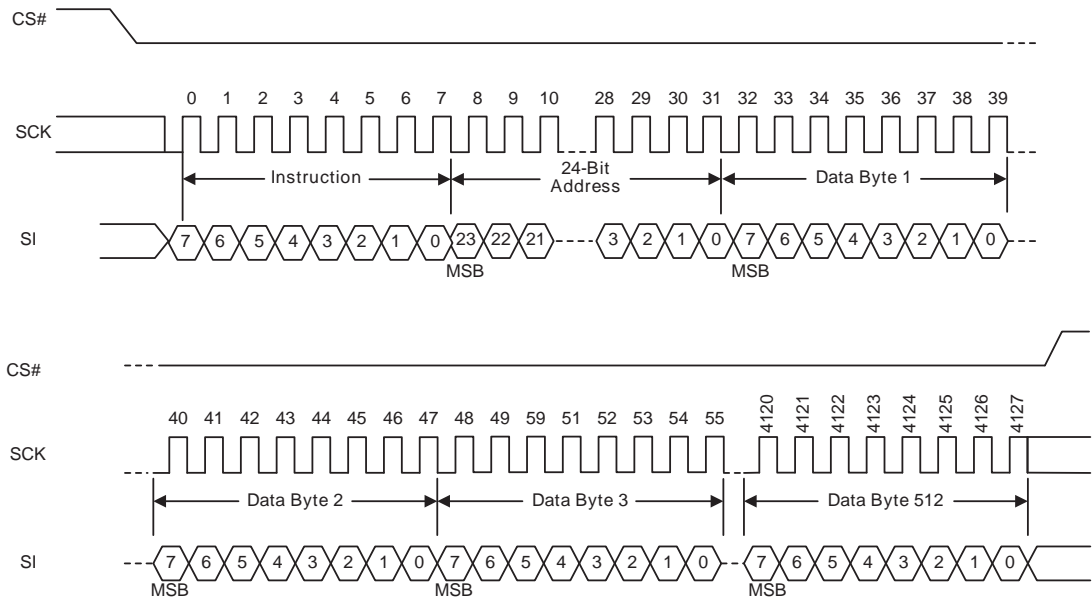 CS#
0 1 2 3 4 5 6 7 8 9 10 28 29 30 31 32 33 34 35 36 37 38 39
SCK
Instruction
24-Bit
Address
Data Byte 1
SI
7 6 5 4 3 2 1 0 23 22 21 3 2 1 0 7 6 5 4 3 2 1 0
MSB MSB
CS#
40 41 42 43 44 45 46 47 48 49 59 51 52 53 54 55 4120 4121 4122 4123 4124 4125 4126 4127
SCK
Data Byte 2 Data Byte 3 Data Byte 512
SI
7 6 5 4 3 2 1 0 7 6 5 4 3 2 1 0 7 6 5 4 3 2 1 0
MSB MSB MSB